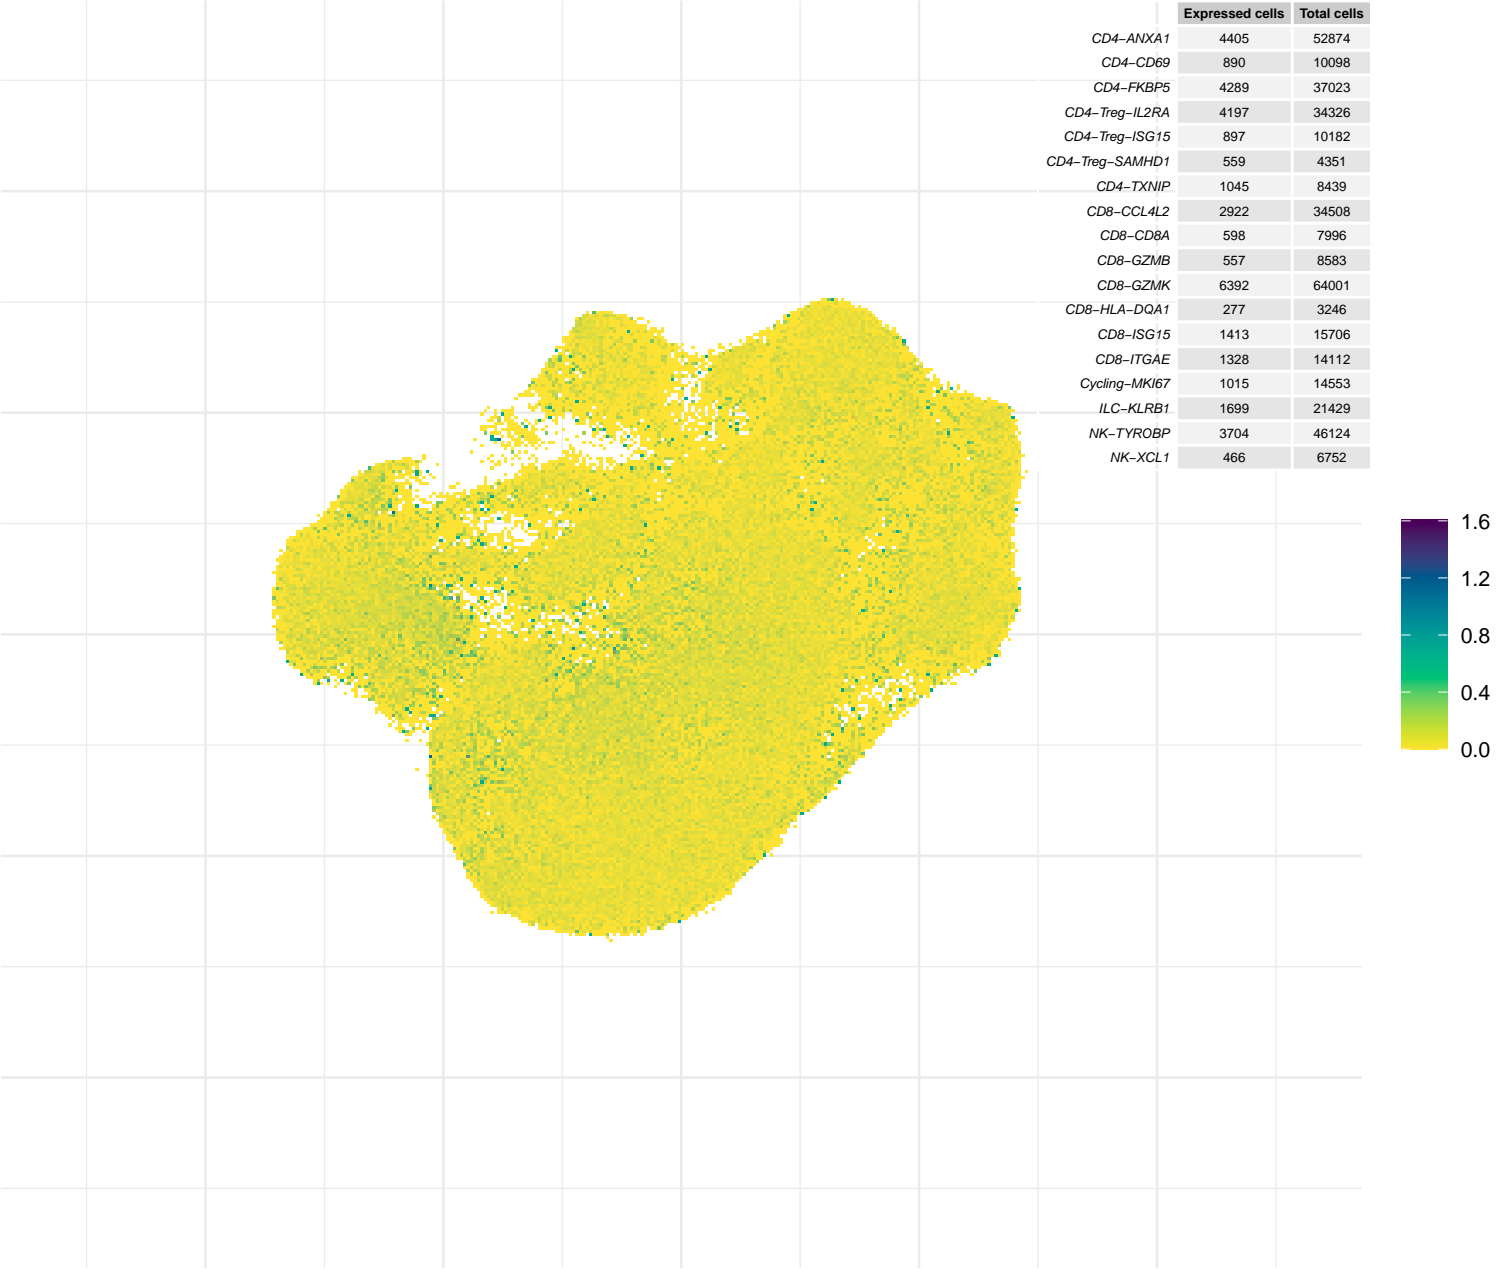 Expressed cells Total cells
CD4−ANXA1 4405 52874
CD4−CD69 890 10098
CD4−FKBP5 4289 37023
CD4−Treg−IL2RA 4197 34326
CD4−Treg−ISG15 897 10182
CD4−Treg−SAMHD1 559 4351
CD4−TXNIP 1045 8439
CD8−CCL4L2 2922 34508
CD8−CD8A 598 7996
CD8−GZMB 557 8583
CD8−GZMK 6392 64001
CD8−HLA−DQA1 277 3246
CD8−ISG15 1413 15706
CD8−ITGAE 1328 14112
Cycling−MKI67 1015 14553
ILC−KLRB1 1699 21429
NK−TYROBP 3704 46124
NK−XCL1 466 6752
1.6
1.2
0.8
0.4
0.0